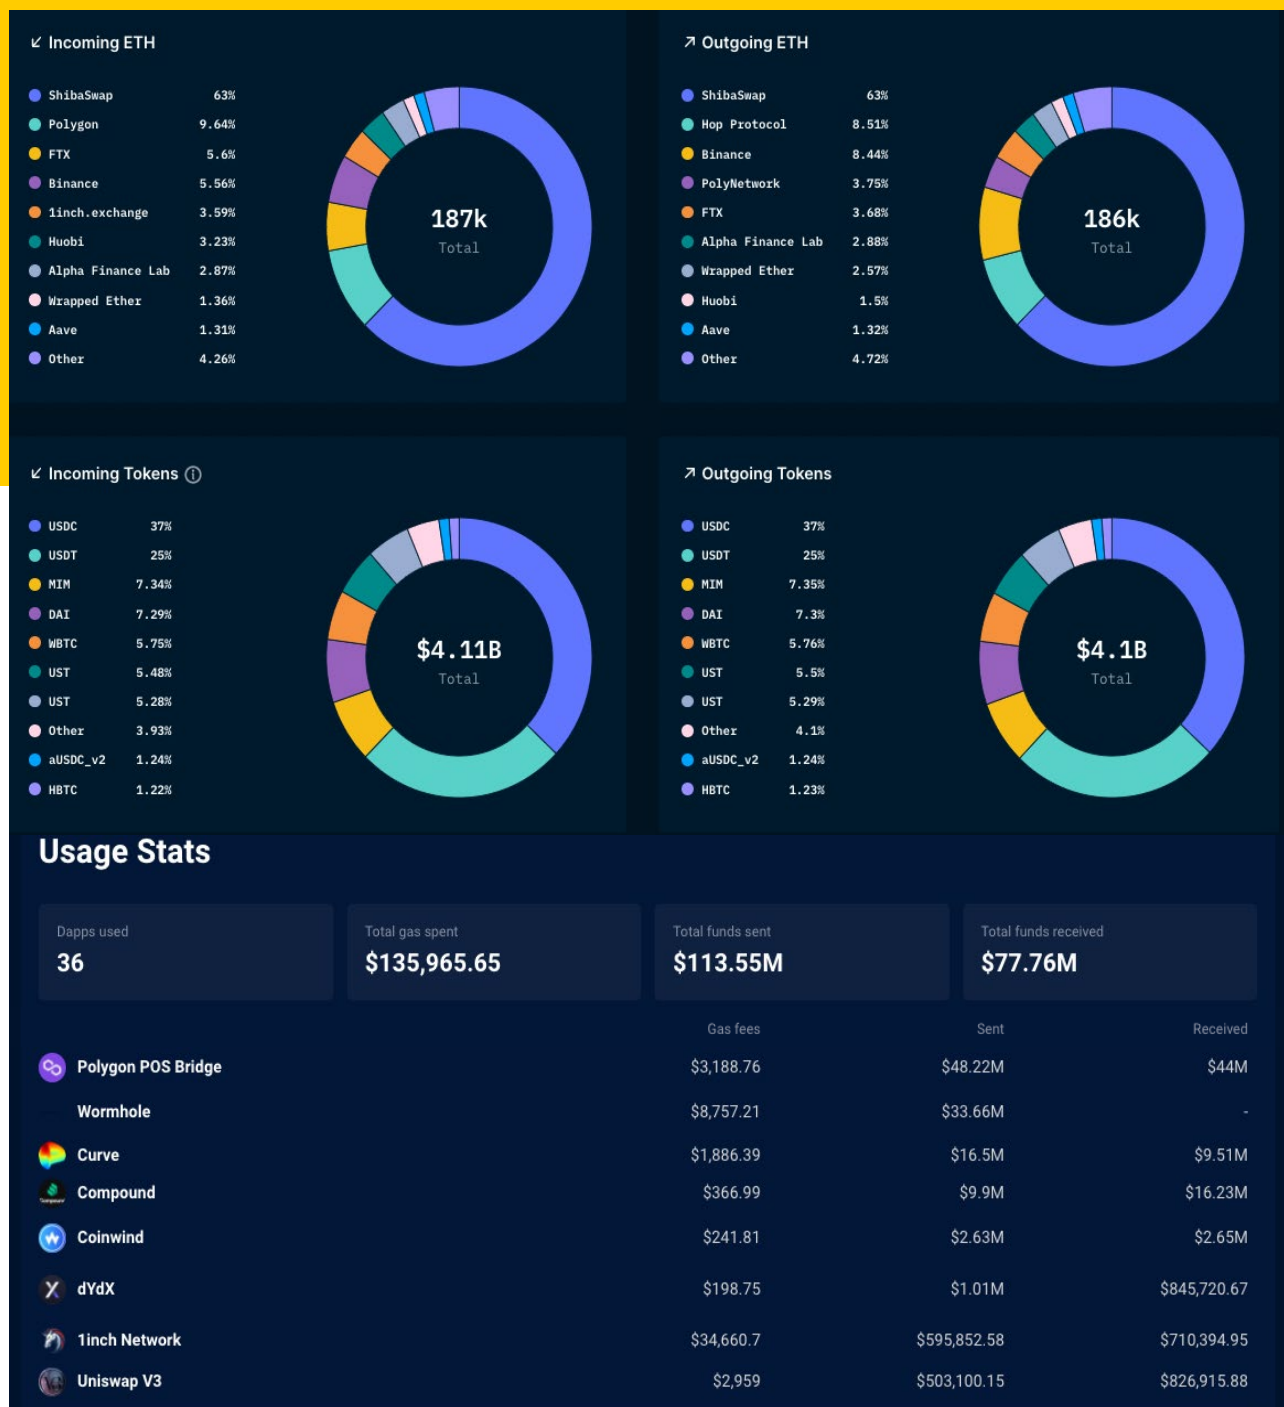 Incoming ETH
ShibaSwap 63%
Polygon 9.64%
FTX 5.6%
Binance 5.56%
1inch.exchange 3.59%
Huobi 3.23%
Alpha Finance Lab 2.87%
Wrapped Ether 1.36%
Aave 1.31%
Other 4.26%
187k
Total
Outgoing ETH
ShibaSwap 63%
Hop Protocol 8.51%
Binance 8.44%
PolyNetwork 3.75%
FTX 3.68%
Alpha Finance Lab 2.88%
Wrapped Ether 2.57%
Huobi 1.5%
Aave 1.32%
Other 4.72%
186k
Total
Incoming Tokens
USDC 37%
USDT 25%
MIM 7.34%
DAI 7.29%
WBTC 5.75%
UST 5.48%
UST 5.28%
Other 3.93%
aUSDC_v2 1.24%
HBTC 1.22%
$4.11B
Total
Outgoing Tokens
USDC 37%
USDT 25%
MIM 7.35%
DAI 7.3%
WBTC 5.76%
UST 5.5%
UST 5.29%
Other 4.1%
aUSDC_v2 1.24%
HBTC 1.23%
$4.1B
Total
Usage Stats
Dapps used
36
Total gas spent
$135,965.65
Total funds sent
$113.55M
Total funds received
$77.76M
Gas fees Sent Received
Polygon POS Bridge $3,188.76 $48.22M $44M
Wormhole $8,757.21 $33.66M -
Curve $1,886.39 $16.5M $9.51M
Compound $366.99 $9.9M $16.23M
Coinwind $241.81 $2.63M $2.65M
dYdX $198.75 $1.01M $845,720.67
1inch Network $34,660.7 $595,852.58 $710,394.95
Uniswap V3 $2,959 $503,100.15 $826,915.88